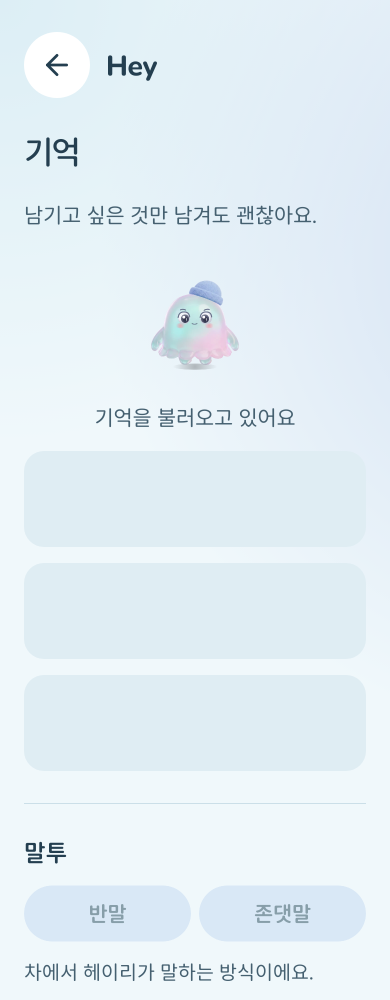 Hey
기억
남기고 싶은 것만 남겨도 괜찮아요.
기억을 불러오고 있어요
말투
반말
존댓말
차에서 헤이리가 말하는 방식이에요.